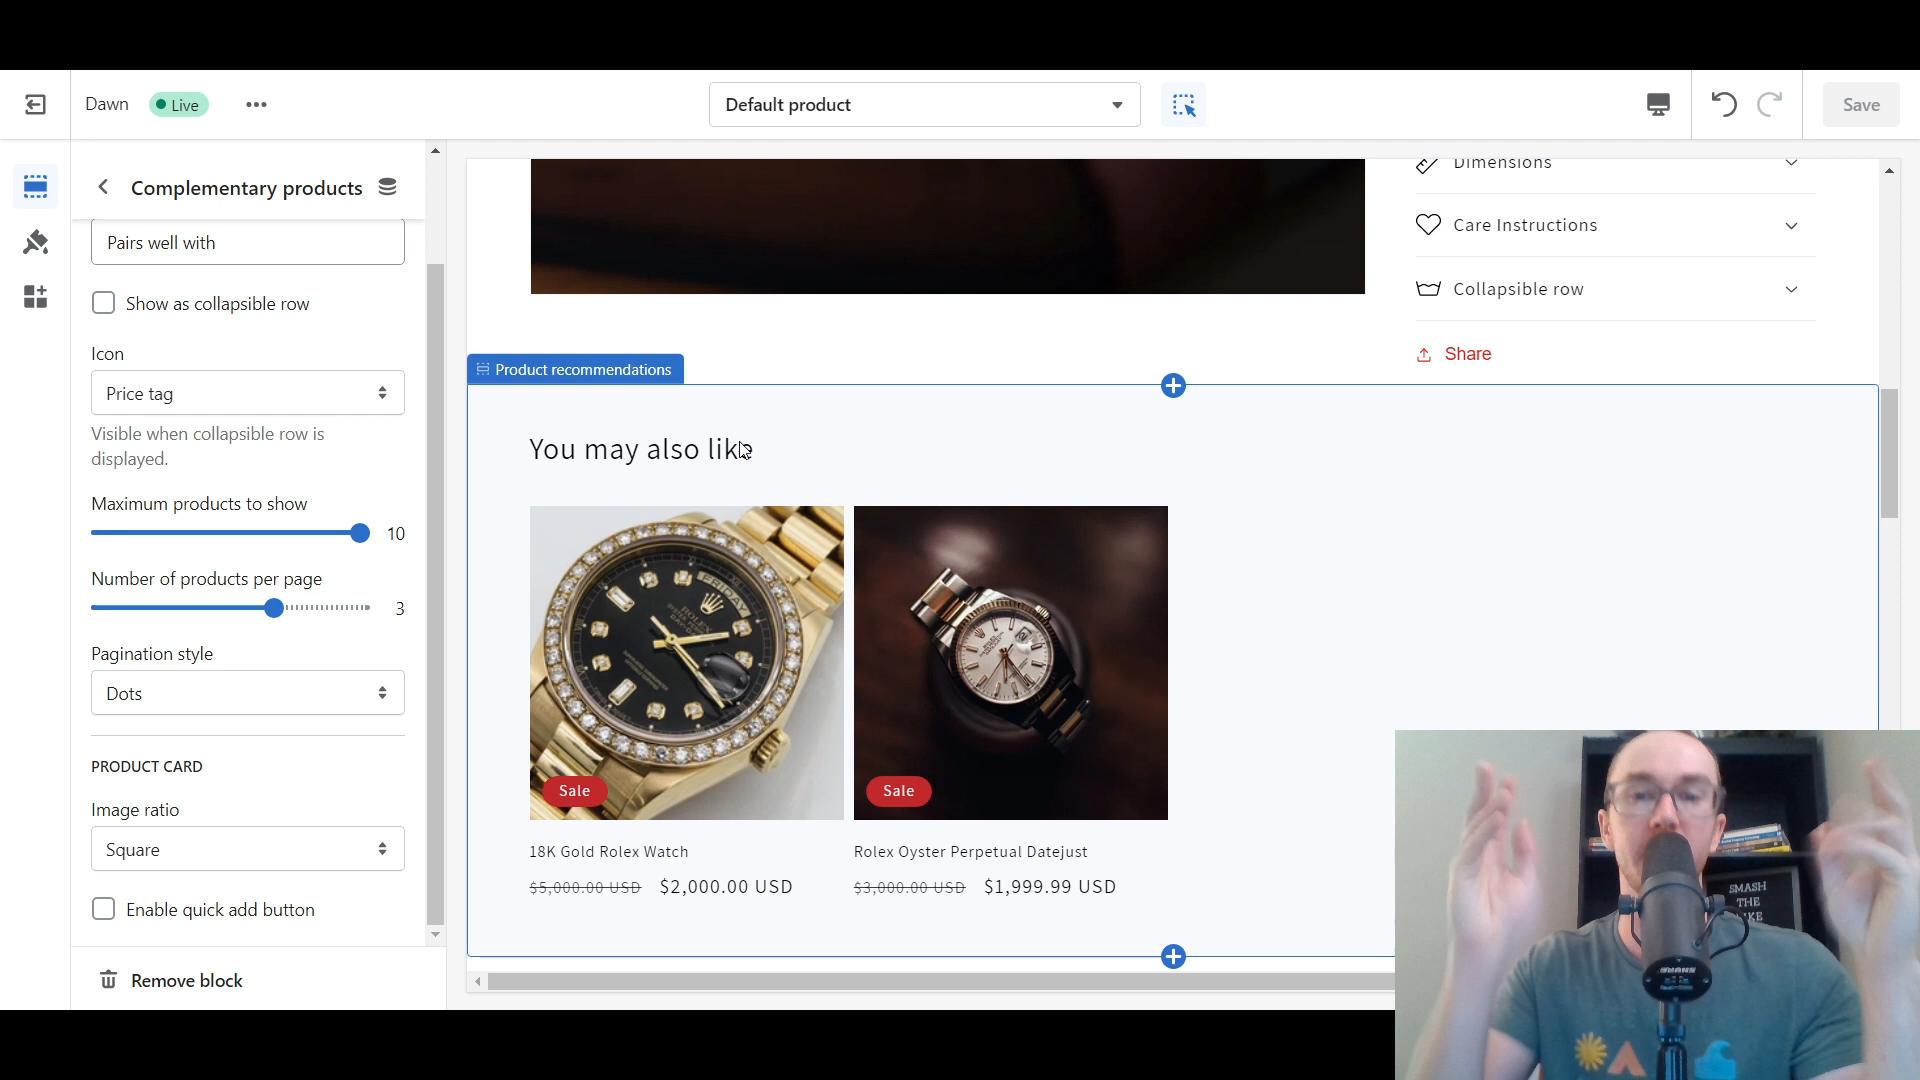 Dawn
Live
Default product
Save
Complementary products
Pairs well with
Show as collapsible row
Icon
Price tag
Visible when collapsible row is
displayed.
Maximum products to show
10
Number of products per page
3
Pagination style
Dots
PRODUCT CARD
Image ratio
Square
Enable quick add button
Remove block
Dimensions
Care Instructions
Collapsible row
Share
Product recommendations
You may also like
FRIDAY
ROLEX
Sale
Sale
18K Gold Rolex Watch
$5,000.00 USD $2,000.00 USD
Rolex Oyster Perpetual Datejust
$3,000.00 USD $1,999.99 USD
SMASH
THE